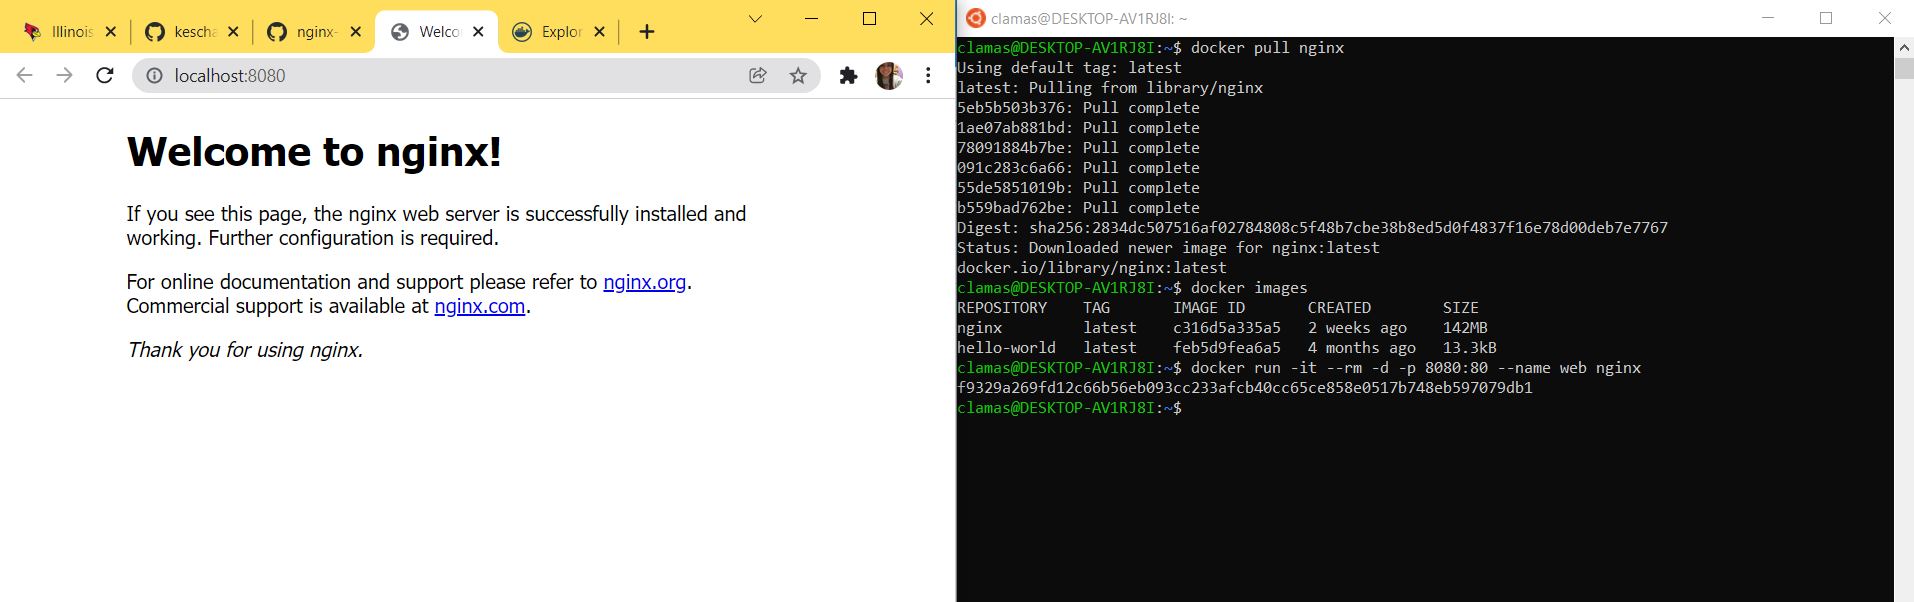 Illinois
kescha
nginx-
Welco
Explor
localhost:8080
Welcome to nginx!
If you see this page, the nginx web server is successfully installed and
working. Further configuration is required.
For online documentation and support please refer to nginx.org.
Commercial support is available at nginx.com.
Thank you for using nginx.
clamas@DESKTOP-AV1RJ8I: ~
clamas@DESKTOP-AV1RJ8I:~$ docker pull nginx
Using default tag: latest
latest: Pulling from library/nginx
5eb5b503b376: Pull complete
1ae07ab881bd: Pull complete
78091884b7be: Pull complete
091c283c6a66: Pull complete
55de5851019b: Pull complete
b559bad762be: Pull complete
Digest: sha256:2834dc507516af02784808c5f48b7cbe38b8ed5d0f4837f16e78d00deb7e7767
Status: Downloaded newer image for nginx:latest
docker.io/library/nginx:latest
clamas@DESKTOP-AV1RJ8I:~$ docker images
REPOSITORY    TAG       IMAGE ID       CREATED        SIZE
nginx         latest    c316d5a335a5   2 weeks ago    142MB
hello-world   latest    feb5d9fea6a5   4 months ago   13.3kB
clamas@DESKTOP-AV1RJ8I:~$ docker run -it --rm -d -p 8080:80 --name web nginx
f9329a269fd12c66b56eb093cc233afcb40cc65ce858e0517b748eb597079db1
clamas@DESKTOP-AV1RJ8I:~$